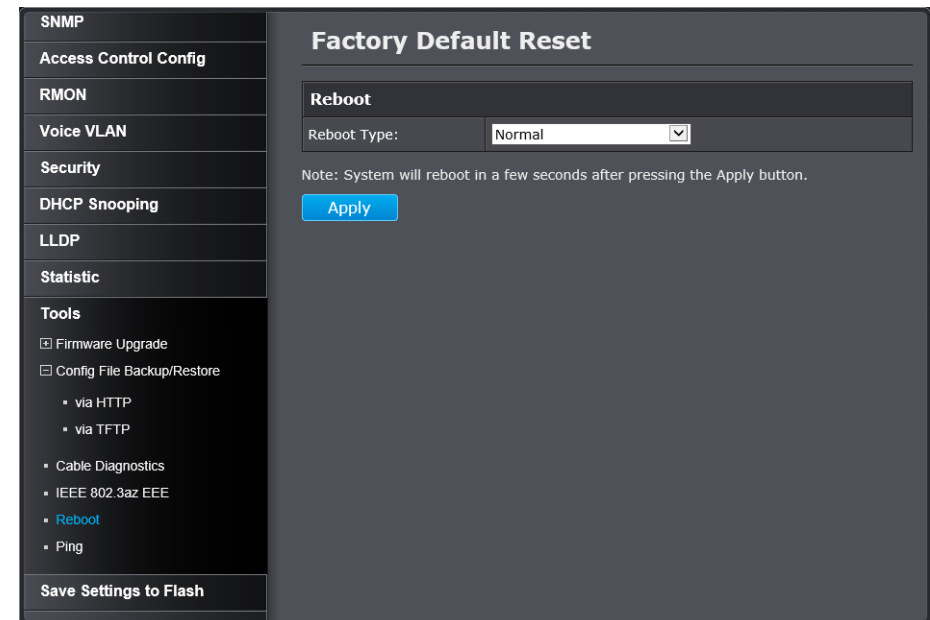 SNMP
Access Control Config
RMON
Voice VLAN
Security
DHCP Snooping
LLDP
Statistic
Tools
Firmware Upgrade
Config File Backup/Restore
via HTTP
via TFTP
Cable Diagnostics
IEEE 802.3az EEE
Reboot
Ping
Save Settings to Flash
Factory Default Reset
Reboot
Reboot Type: Normal
Note: System will reboot in a few seconds after pressing the Apply button.
Apply